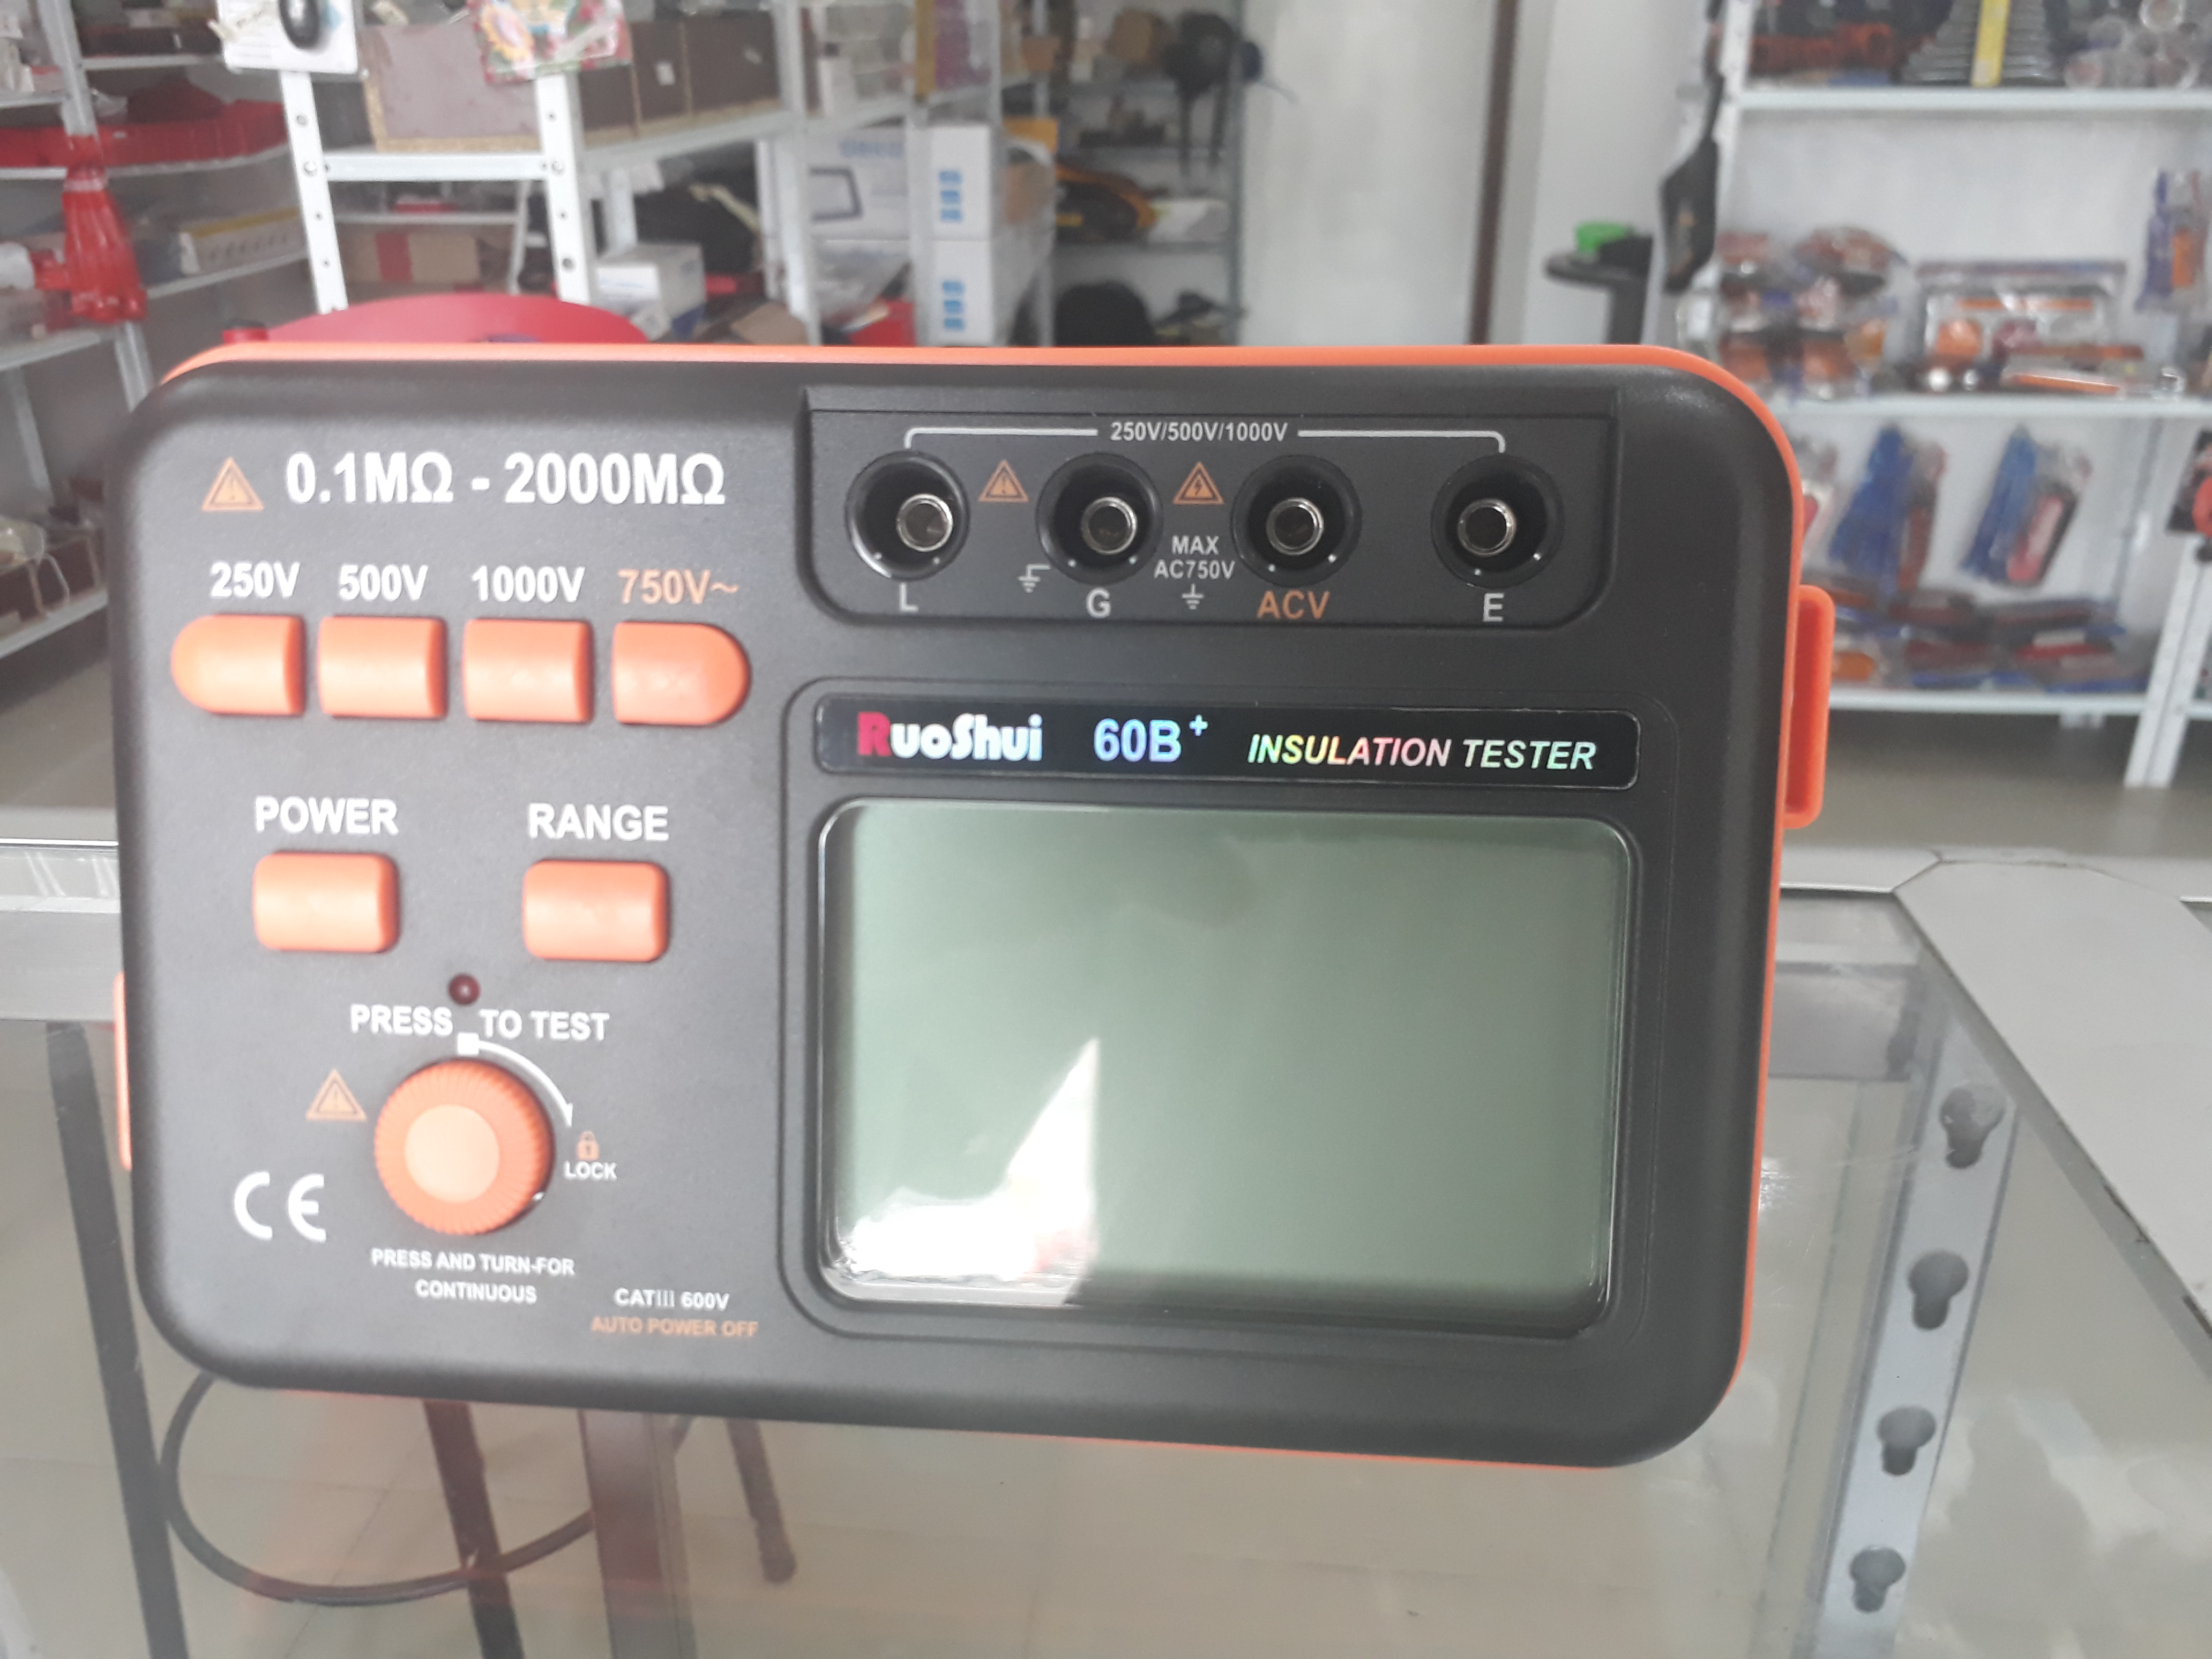 250V/500V/1000V
0.1MΩ - 2000MΩ
MAX
AC750V
L
G
ACV
E
250V 500V 1000V 750V~
RuoShui 60B+ INSULATION TESTER
POWER RANGE
PRESS TO TEST
LOCK
CE
PRESS AND TURN-FOR
CONTINUOUS
CATIII 600V
AUTO POWER OFF